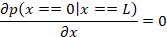 ∂p(x == 0|x == L)/∂x = 0